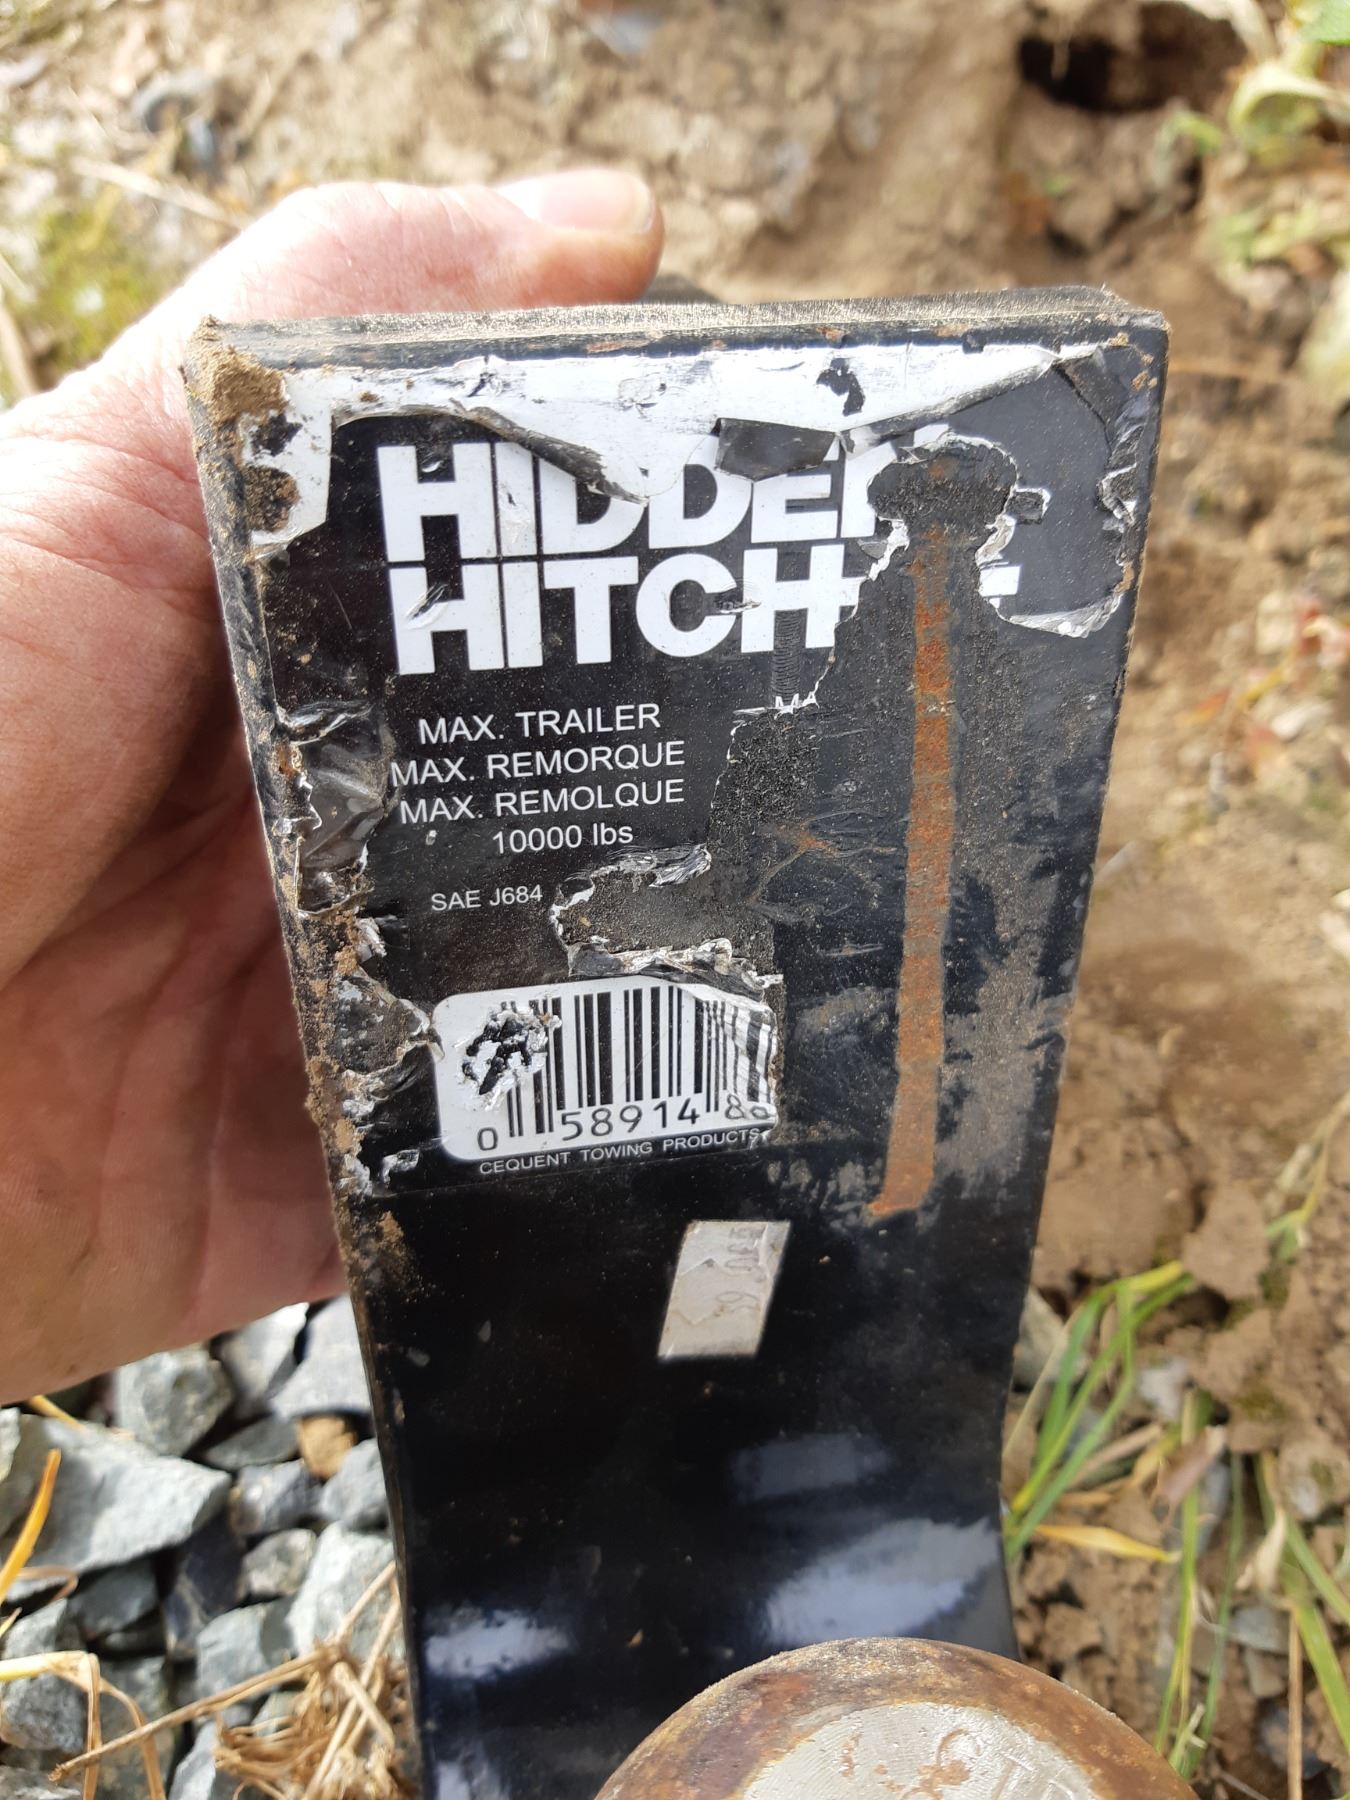 HIDDEN
HITCH
MAX. TRAILER
MAX. REMORQUE
MAX. REMOLQUE
10000 lbs
SAE J684
0 58914 8
CEQUENT TOWING PRODUCTS